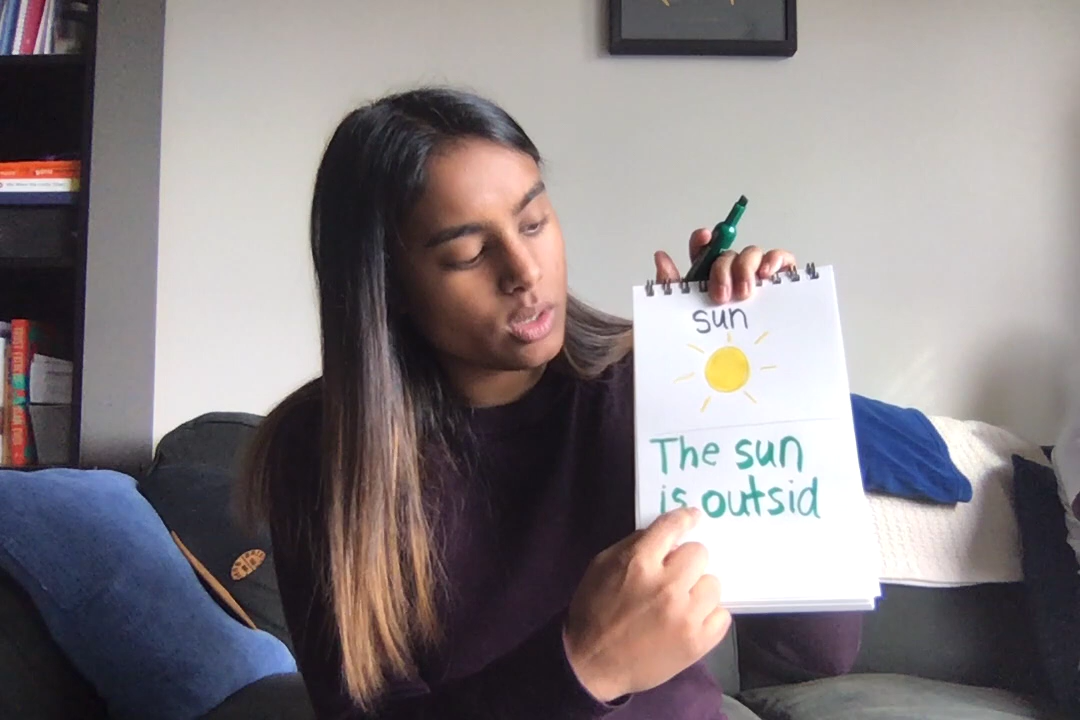 sun
The sun
is outsid